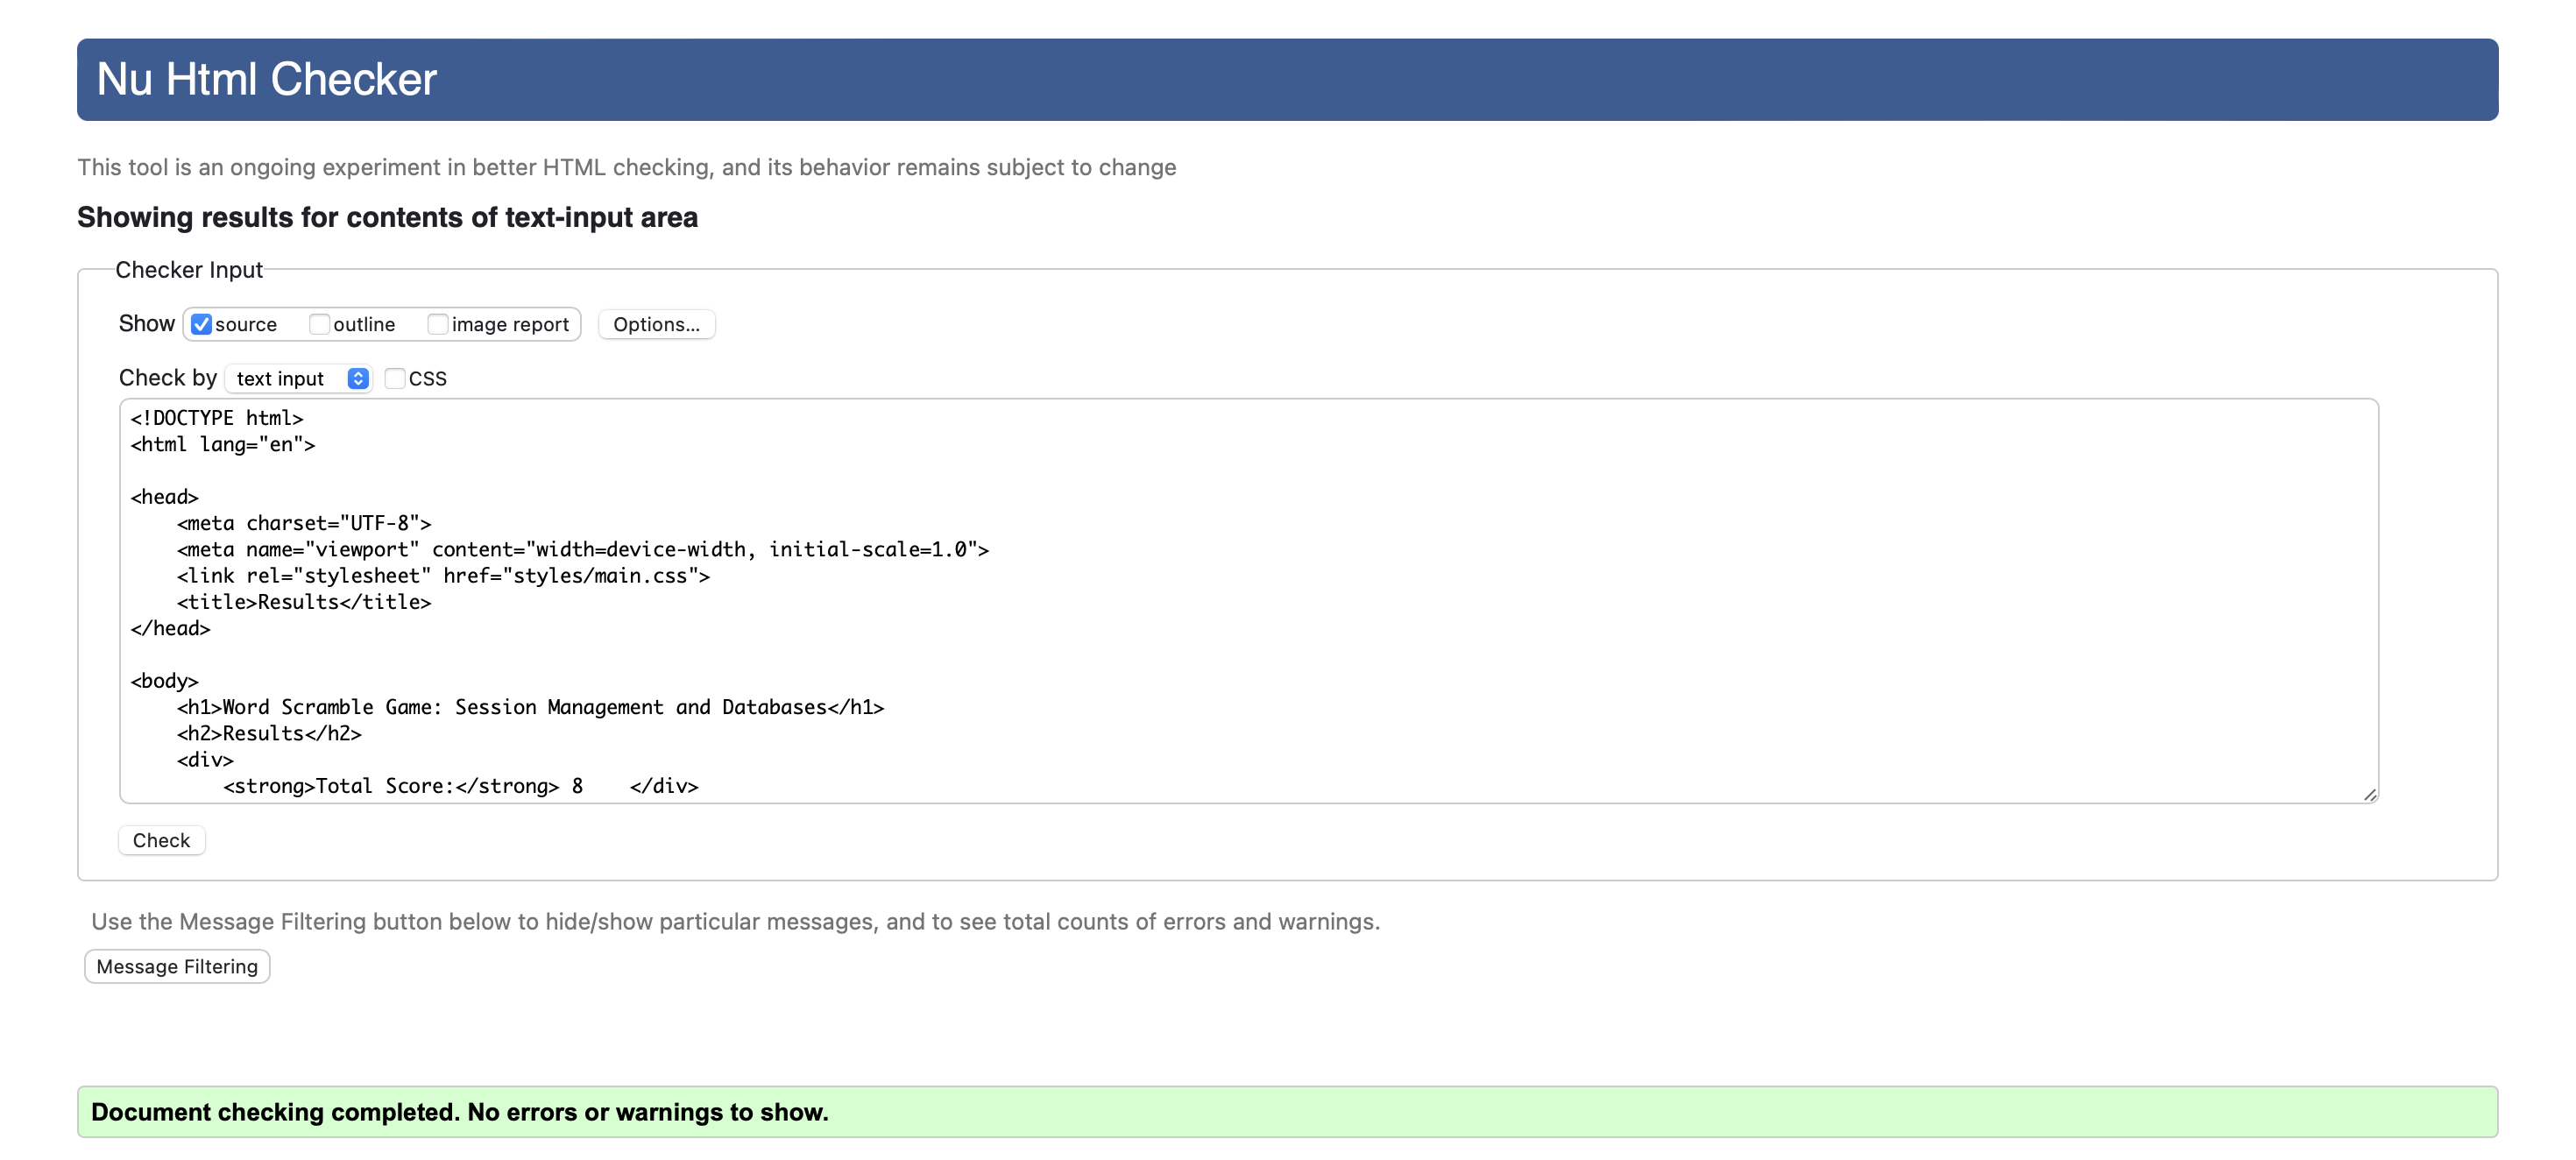 Nu Html Checker
This tool is an ongoing experiment in better HTML checking, and its behavior remains subject to change
Showing results for contents of text-input area
Checker Input
Show source outline image report Options...
Check by text input CSS
<!DOCTYPE html>
<html lang="en">
<head>
    <meta charset="UTF-8">
    <meta name="viewport" content="width=device-width, initial-scale=1.0">
    <link rel="stylesheet" href="styles/main.css">
    <title>Results</title>
</head>
<body>
    <h1>Word Scramble Game: Session Management and Databases</h1>
    <h2>Results</h2>
    <div>
        <strong>Total Score:</strong> 8    </div>
Check
Use the Message Filtering button below to hide/show particular messages, and to see total counts of errors and warnings.
Message Filtering
Document checking completed. No errors or warnings to show.